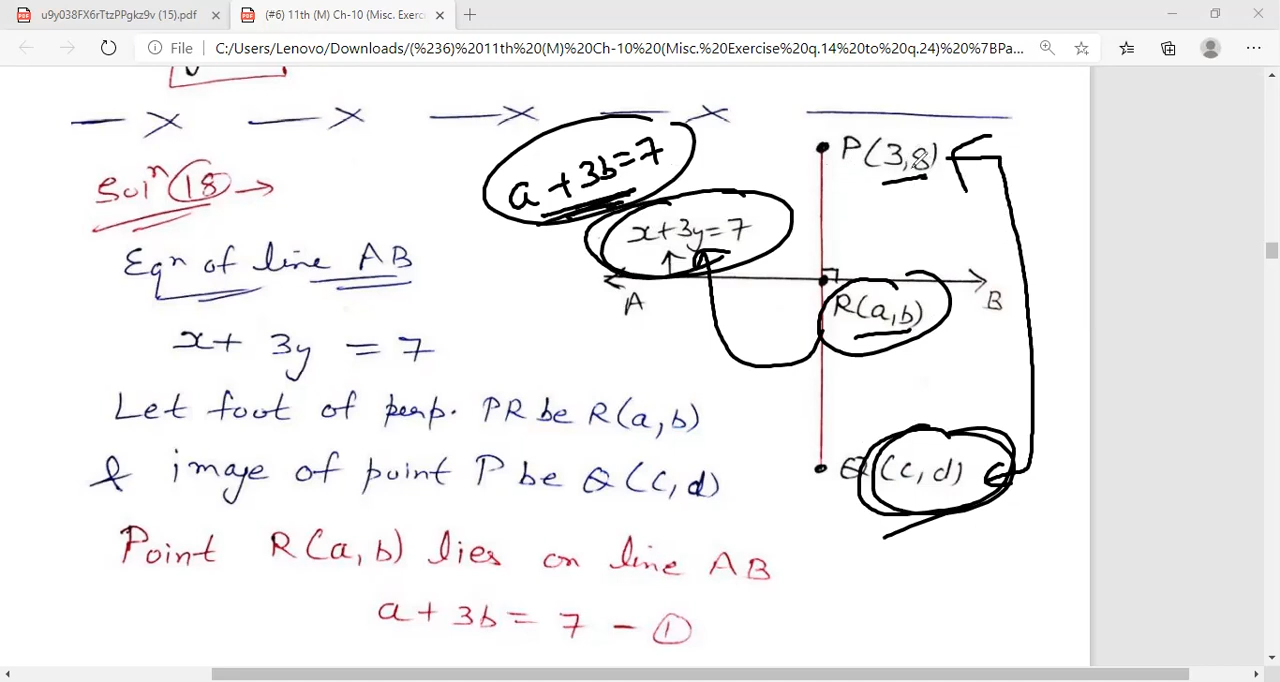 u9y038FX6rTtzPPgkz9v (15).pdf
(#6) 11th (M) Ch-10 (Misc. Exerc
File
C:/Users/Lenovo/Downloads/(%236)%2011th%20(M)%20Ch-10%20(Misc.%20Exercise%20q.14%20to%20q.24)%20%7BPa...
P(3,8)
a+3b=7
Solⁿ (18) →
x+3y=7
Eqⁿ of line AB
A
B
R(a,b)
x+ 3y = 7
Let foot of perp. PR be R(a,b)
& image of point P be Q(c,d)
Q(c,d)
Point R(a,b) lies on line AB
a+3b = 7 - ①